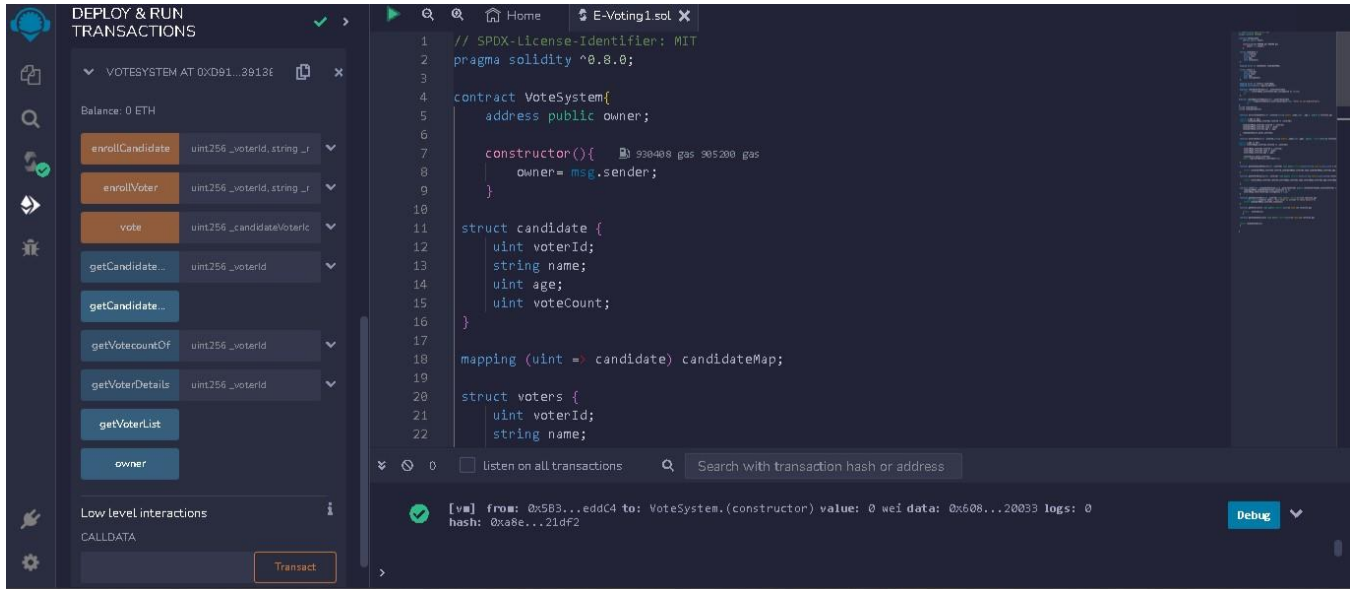 DEPLOY & RUN
TRANSACTIONS
VOTESYSTEM AT 0XD91...39138
Balance: 0 ETH
enrollCandidate uint256 _voterId, string _r
enrollVoter uint256 _voterId, string _r
vote uint256 _candidateVoterIc
getCandidate... uint256 _voterId
getCandidate...
getVotecountOf uint256 _voterId
getVoterDetails uint256 _voterId
getVoterList
owner
Low level interactions i
CALLDATA
Transact
Home E-Voting1.sol
1 // SPDX-License-Identifier: MIT
2 pragma solidity ^0.8.0;
3
4 contract VoteSystem{
5 address public owner;
6
7 constructor(){ 930408 gas 905200 gas
8 owner= msg.sender;
9 }
10
11 struct candidate {
12 uint voterId;
13 string name;
14 uint age;
15 uint voteCount;
16 }
17
18 mapping (uint => candidate) candidateMap;
19
20 struct voters {
21 uint voterId;
22 string name;
0 listen on all transactions Search with transaction hash or address
[vm] from: 0x5B3...eddC4 to: VoteSystem.(constructor) value: 0 wei data: 0x608...20033 logs: 0
hash: 0xa8e...21df2
Debug
>